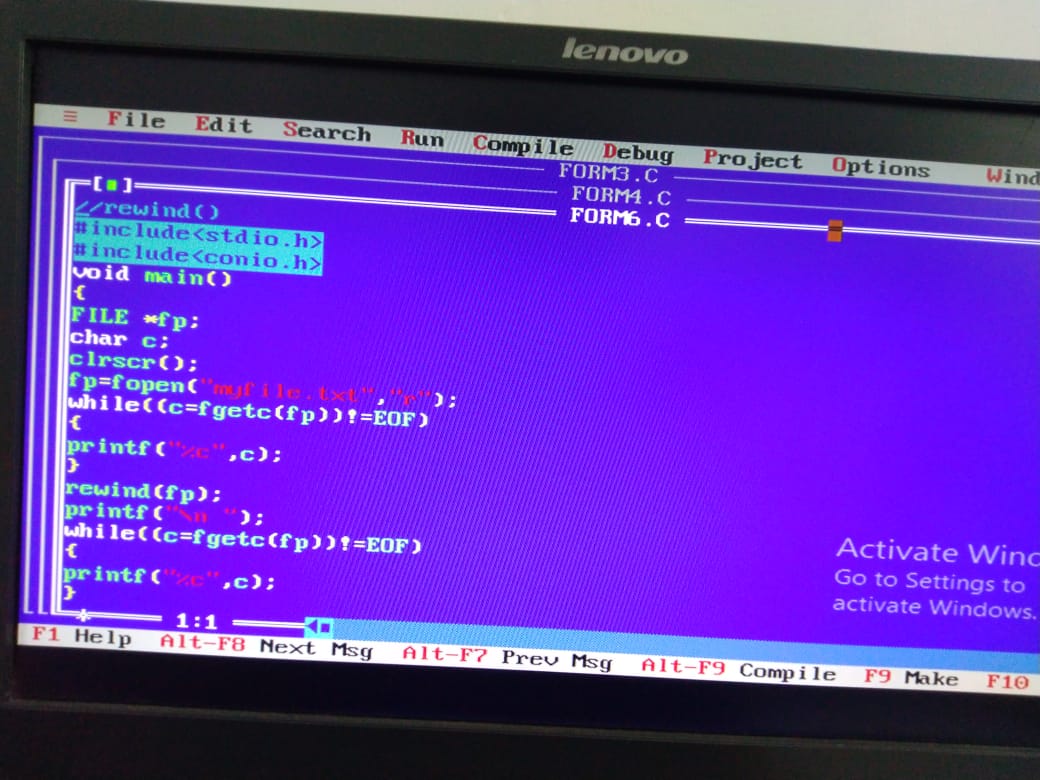 lenovo
≡ File Edit Search Run Compile Debug Project Options Wind
FORM3.C
FORM4.C
[■] FORM6.C
//rewind()
#include<stdio.h>
#include<conio.h>
void main()
{
FILE *fp;
char c;
clrscr();
fp=fopen("myfile.txt","r");
while((c=fgetc(fp))!=EOF)
{
printf("%c",c);
}
rewind(fp);
printf("\n ");
while((c=fgetc(fp))!=EOF)
{
printf("%c",c);
}
1:1
Activate Wind
Go to Settings to
activate Windows.
F1 Help Alt-F8 Next Msg Alt-F7 Prev Msg Alt-F9 Compile F9 Make F10